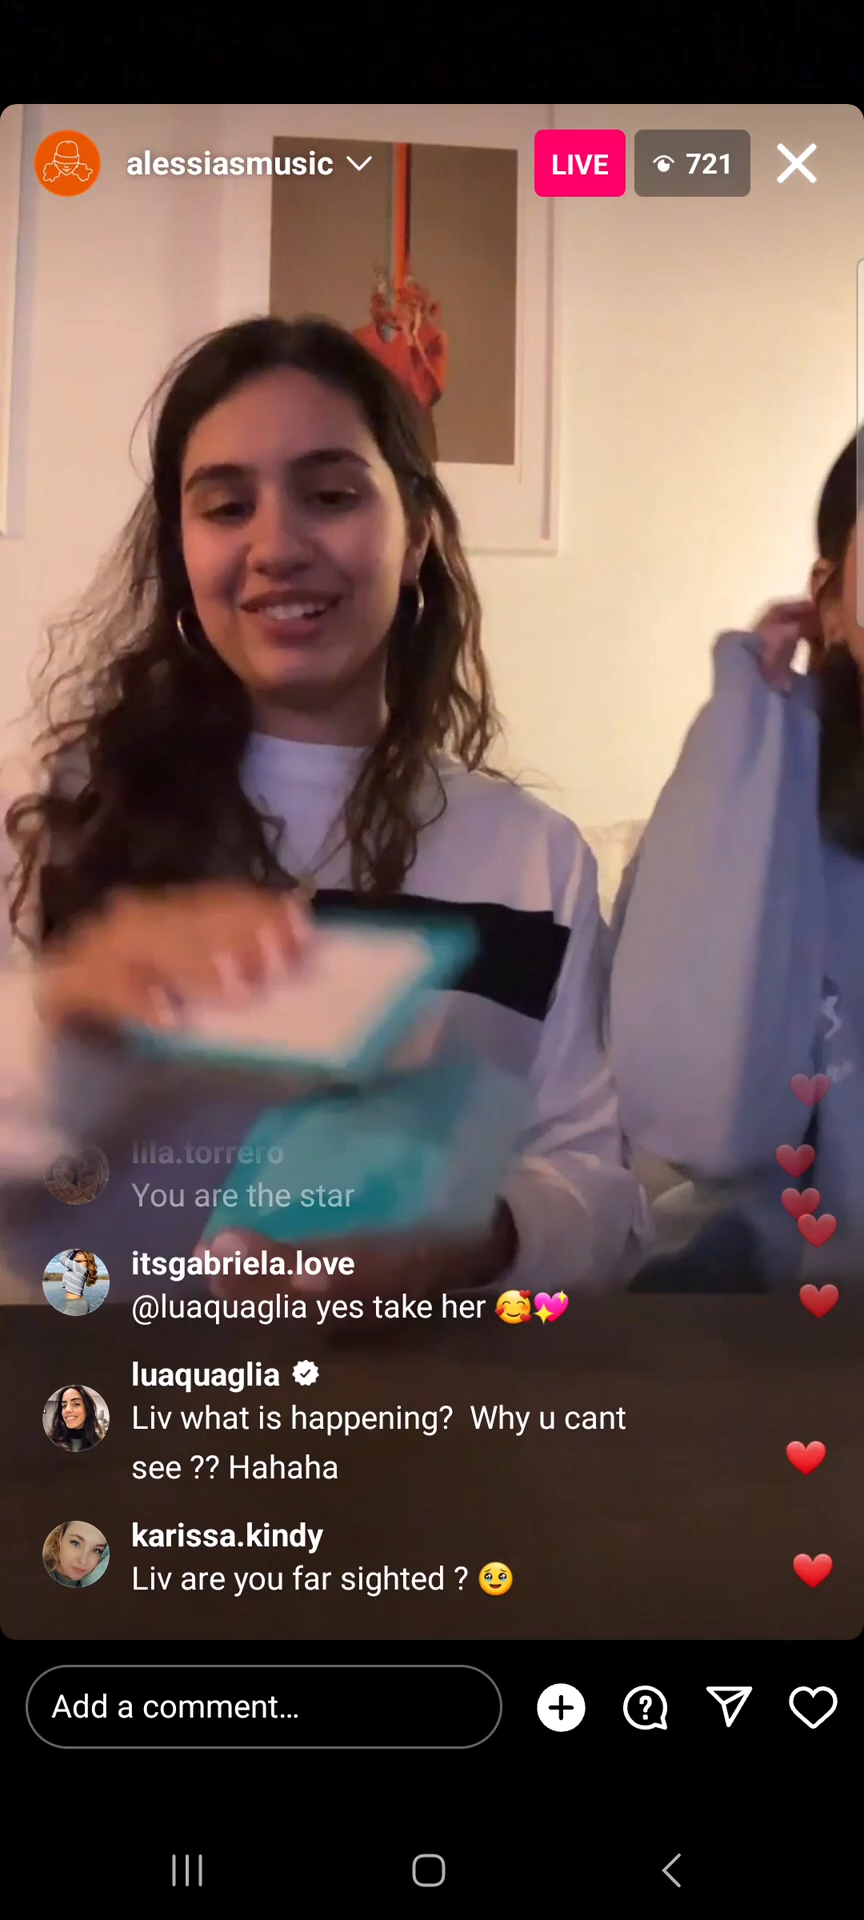 alessiasmusic
LIVE
721
lila.torrero
You are the star
itsgabriela.love
@luaquaglia yes take her 🥰💖
luaquaglia
Liv what is happening?  Why u cant
see ?? Hahaha
karissa.kindy
Liv are you far sighted ? 🥹
Add a comment...